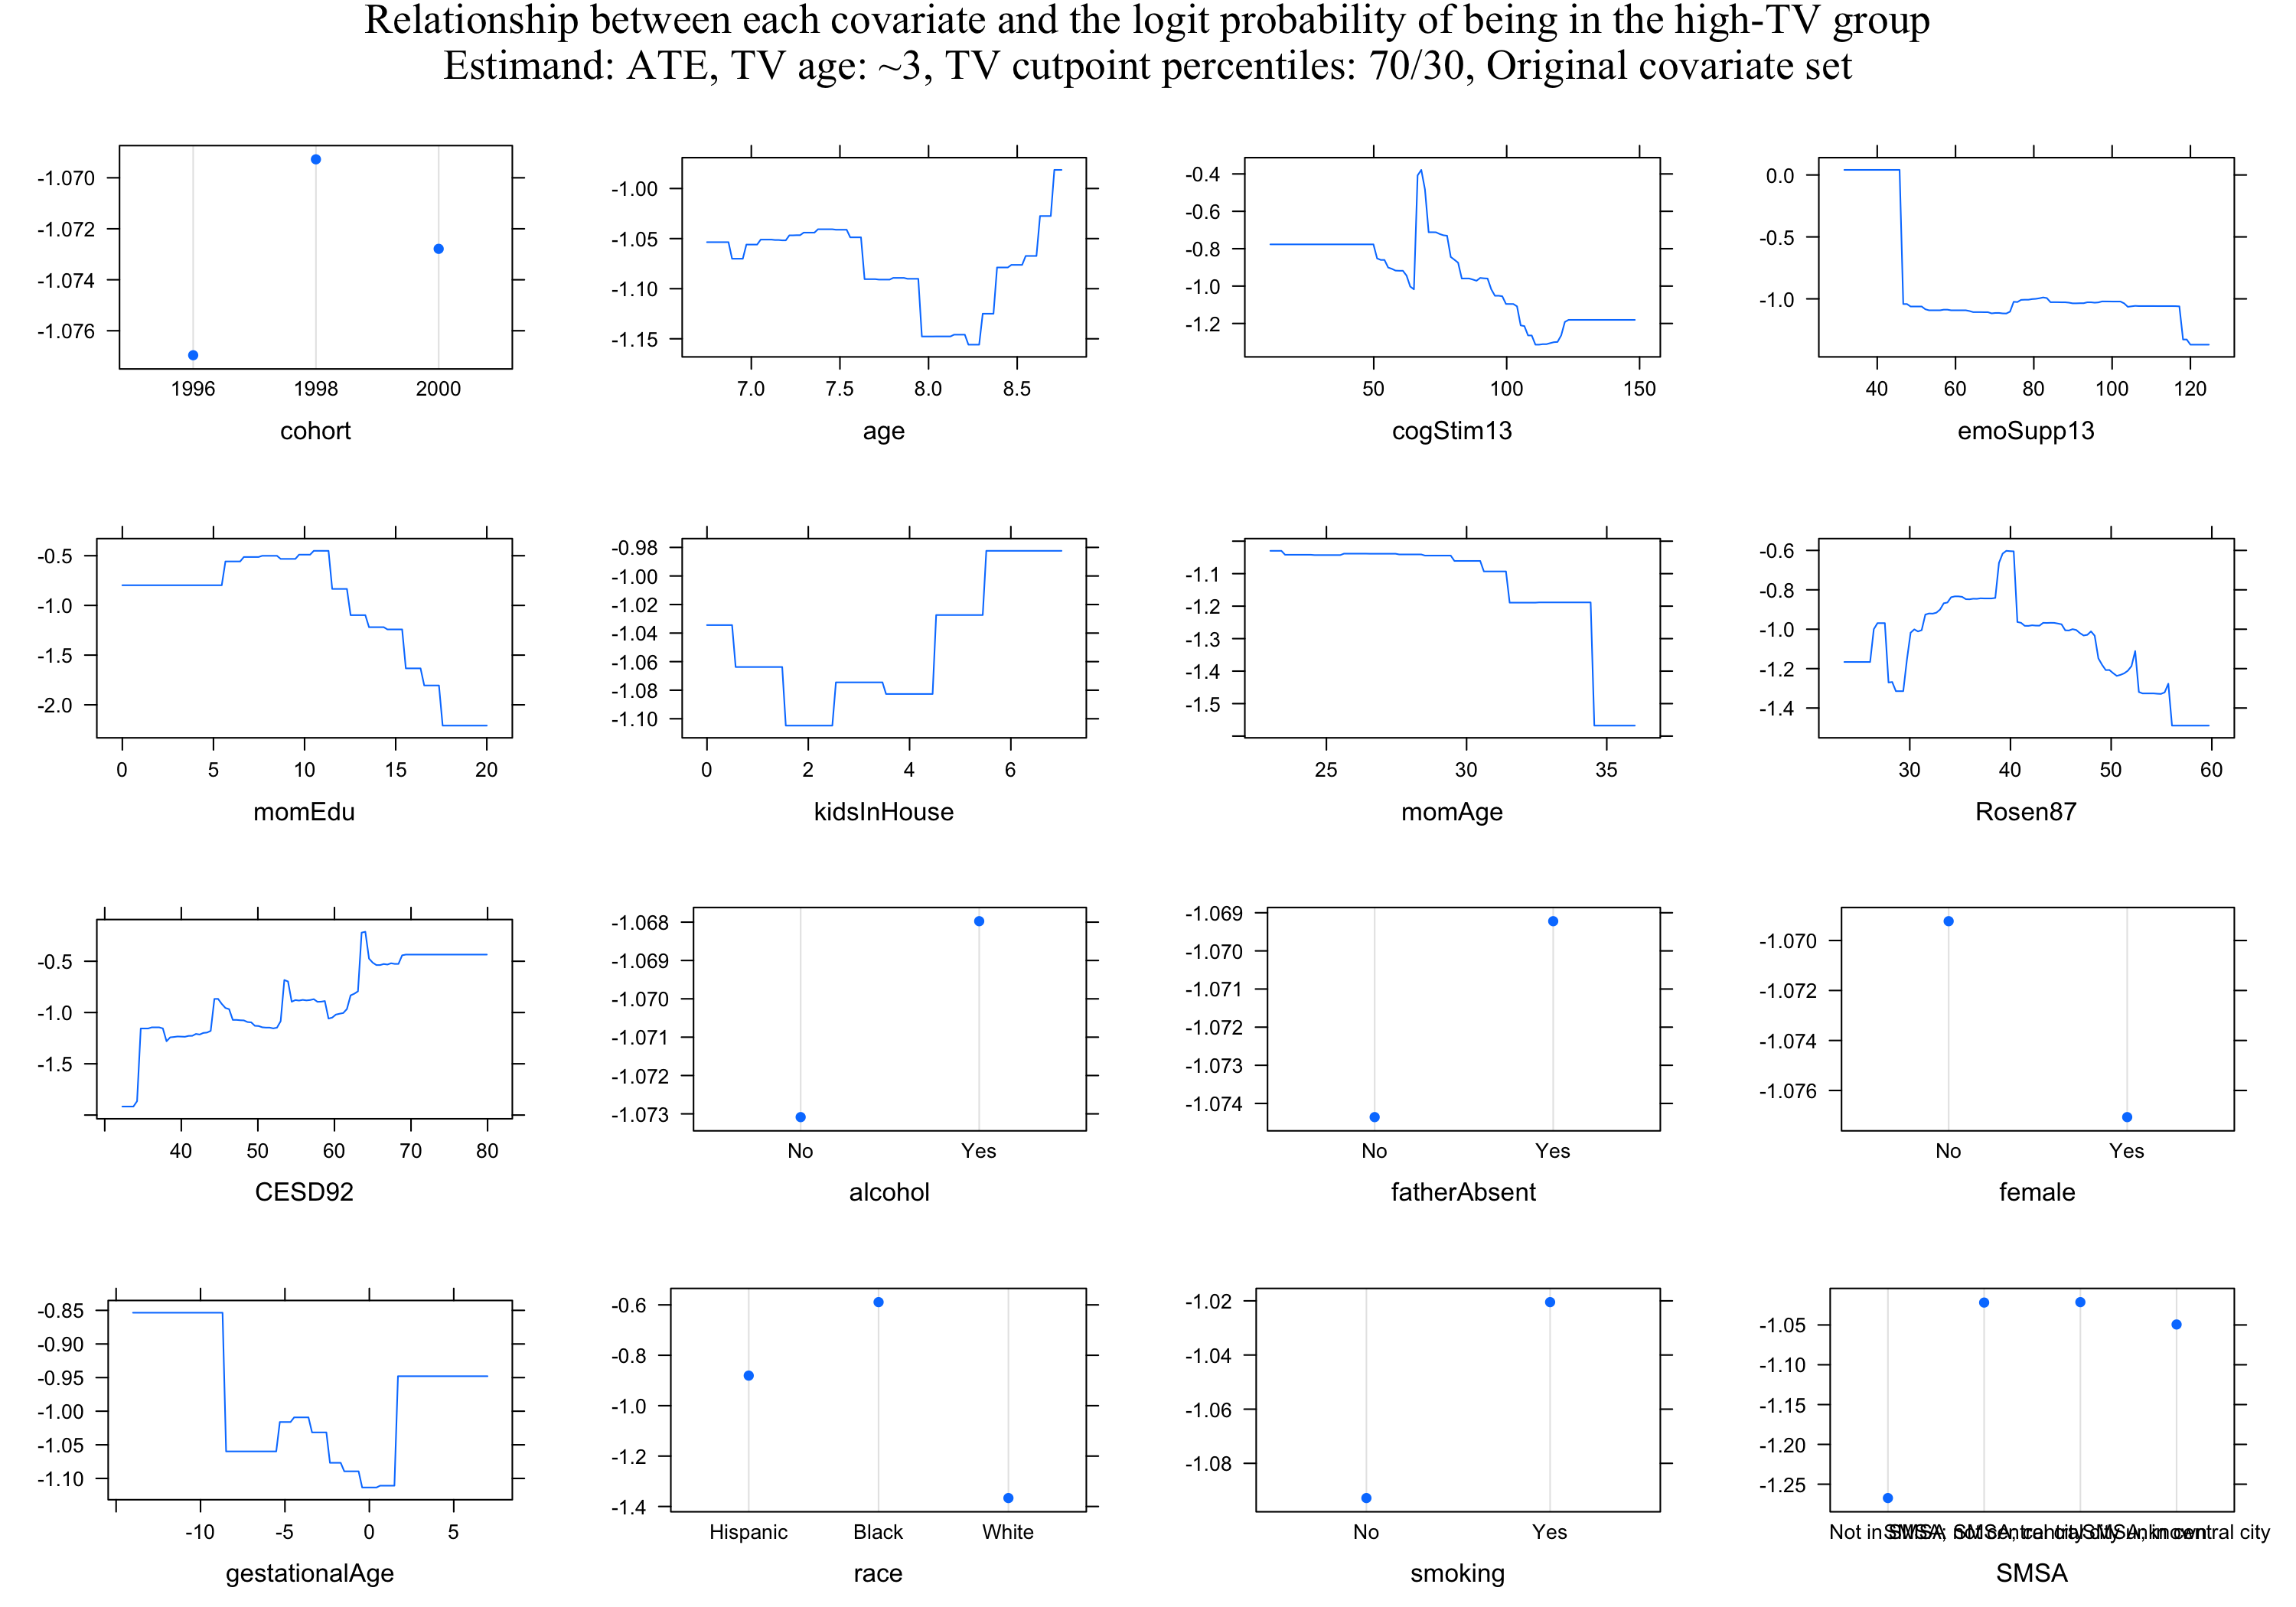 Relationship between each covariate and the logit probability of being in the high-TV group
Estimand: ATE, TV age: ~3, TV cutpoint percentiles: 70/30, Original covariate set
-1.070
-1.072
-1.074
-1.076
1996 1998 2000
cohort
-1.00
-1.05
-1.10
-1.15
7.0 7.5 8.0 8.5
age
-0.4
-0.6
-0.8
-1.0
-1.2
50 100 150
cogStim13
0.0
-0.5
-1.0
40 60 80 100 120
emoSupp13
-0.5
-1.0
-1.5
-2.0
0 5 10 15 20
momEdu
-0.98
-1.00
-1.02
-1.04
-1.06
-1.08
-1.10
0 2 4 6
kidsInHouse
-1.1
-1.2
-1.3
-1.4
-1.5
25 30 35
momAge
-0.6
-0.8
-1.0
-1.2
-1.4
30 40 50 60
Rosen87
-0.5
-1.0
-1.5
40 50 60 70 80
CESD92
-1.068
-1.069
-1.070
-1.071
-1.072
-1.073
No Yes
alcohol
-1.069
-1.070
-1.071
-1.072
-1.073
-1.074
No Yes
fatherAbsent
-1.070
-1.072
-1.074
-1.076
No Yes
female
-0.85
-0.90
-0.95
-1.00
-1.05
-1.10
-10 -5 0 5
gestationalAge
-0.6
-0.8
-1.0
-1.2
-1.4
Hispanic Black White
race
-1.02
-1.04
-1.06
-1.08
No Yes
smoking
-1.05
-1.10
-1.15
-1.20
-1.25
Not in central city
SMSA